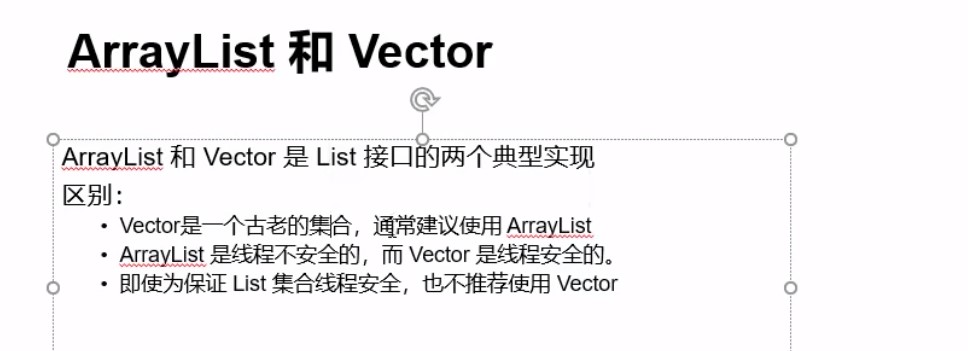 ArrayList 和 Vector
ArrayList 和 Vector 是 List 接口的两个典型实现
区别：
• Vector是一个古老的集合，通常建议使用 ArrayList
• ArrayList 是线程不安全的，而 Vector 是线程安全的。
• 即使为保证 List 集合线程安全，也不推荐使用 Vector